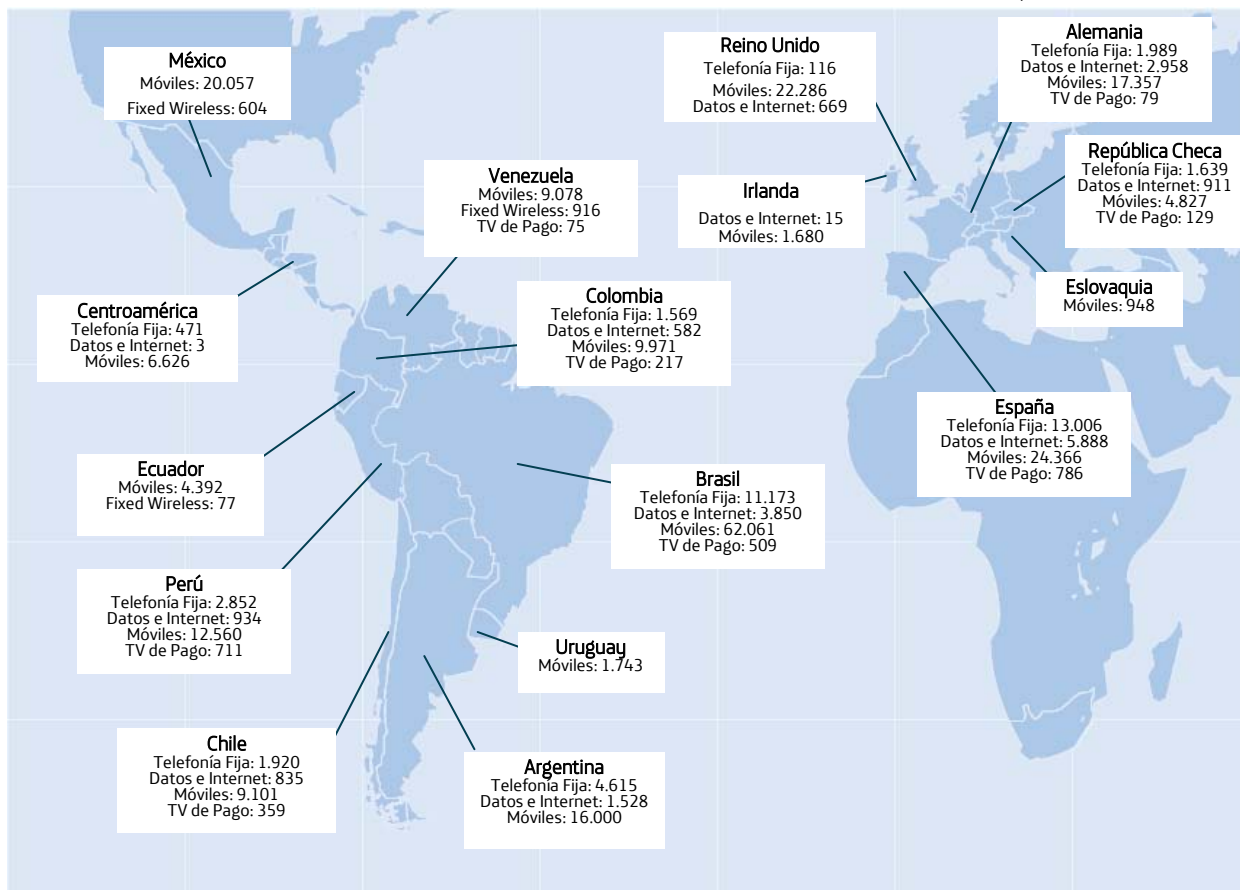 México
Móviles: 20.057
Fixed Wireless: 604
Reino Unido
Telefonía Fija: 116
Móviles: 22.286
Datos e Internet: 669
Alemania
Telefonía Fija: 1.989
Datos e Internet: 2.958
Móviles: 17.357
TV de Pago: 79
República Checa
Telefonía Fija: 1.639
Datos e Internet: 911
Móviles: 4.827
TV de Pago: 129
Venezuela
Móviles: 9.078
Fixed Wireless: 916
TV de Pago: 75
Irlanda
Datos e Internet: 15
Móviles: 1.680
Eslovaquia
Móviles: 948
Centroamérica
Telefonía Fija: 471
Datos e Internet: 3
Móviles: 6.626
Colombia
Telefonía Fija: 1.569
Datos e Internet: 582
Móviles: 9.971
TV de Pago: 217
España
Telefonía Fija: 13.006
Datos e Internet: 5.888
Móviles: 24.366
TV de Pago: 786
Ecuador
Móviles: 4.392
Fixed Wireless: 77
Brasil
Telefonía Fija: 11.173
Datos e Internet: 3.850
Móviles: 62.061
TV de Pago: 509
Perú
Telefonía Fija: 2.852
Datos e Internet: 934
Móviles: 12.560
TV de Pago: 711
Uruguay
Móviles: 1.743
Chile
Telefonía Fija: 1.920
Datos e Internet: 835
Móviles: 9.101
TV de Pago: 359
Argentina
Telefonía Fija: 4.615
Datos e Internet: 1.528
Móviles: 16.000